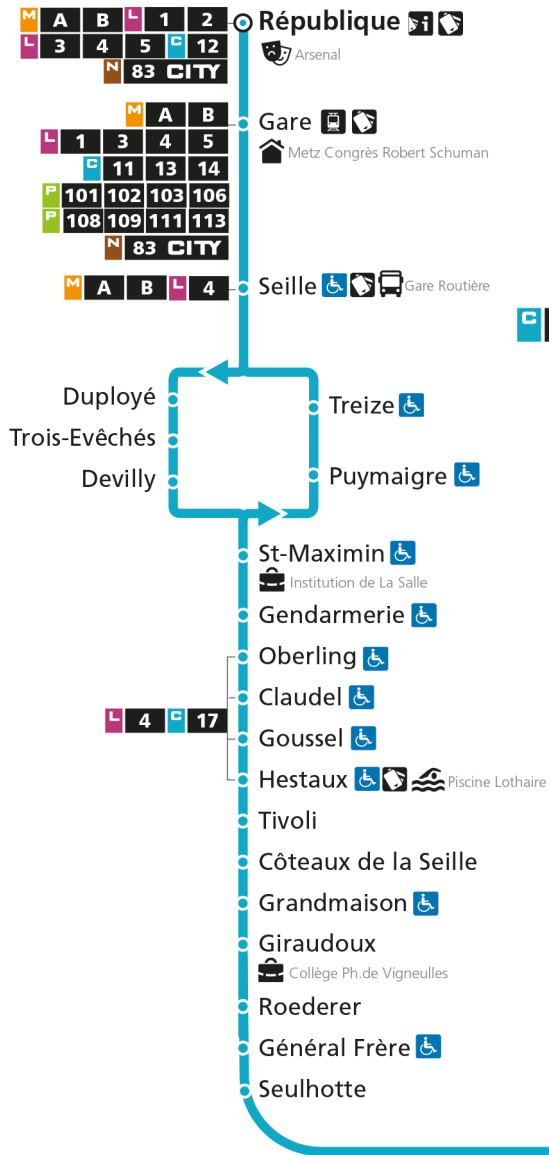 M A B L 1 2
République i
L 3 4 5 C 12
Arsenal
N 83 CITY
M A B
Gare
L 1 3 4 5
Metz Congrès Robert Schuman
C 11 13 14
P 101 102 103 106
P 108 109 111 113
N 83 CITY
M A B L 4
Seille
Gare Routière
C
Duployé
Treize
Trois-Evêchés
Devilly
Puymaigre
St-Maximin
Institution de La Salle
Gendarmerie
Oberling
Claudel
L 4 C 17
Goussel
Hestaux
Piscine Lothaire
Tivoli
Côteaux de la Seille
Grandmaison
Giraudoux
Collège Ph.de Vigneulles
Roederer
Général Frère
Seulhotte